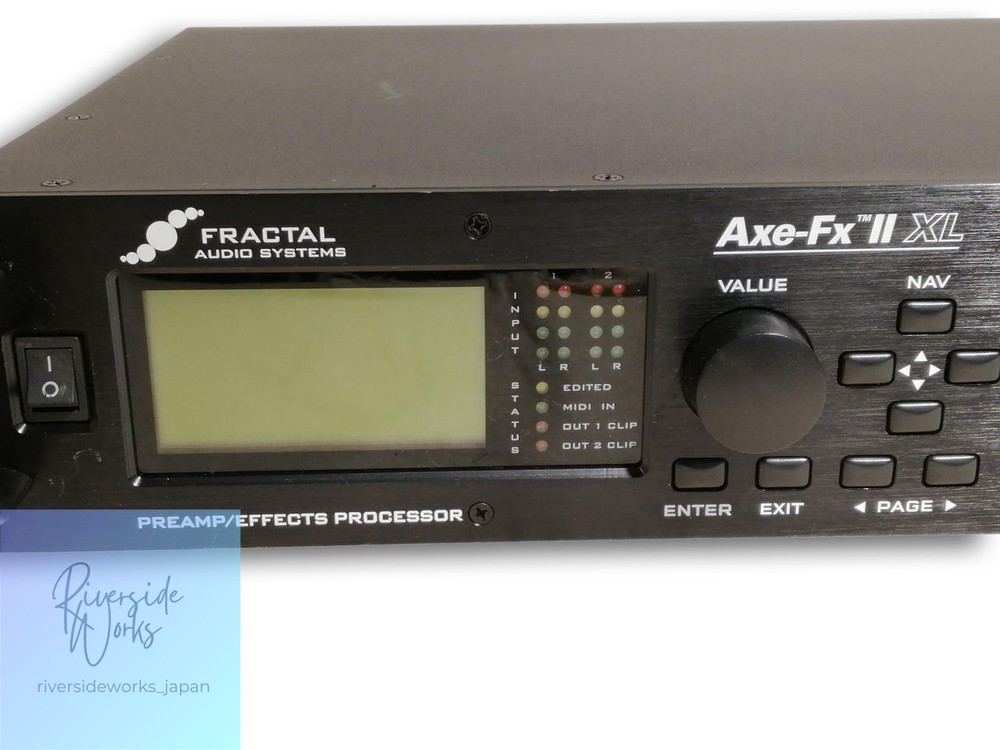 FRACTAL
AUDIO SYSTEMS
Axe-Fx™ II XL
VALUE
NAV
1 2
INPUT
L R L R
STATUS
EDITED
MIDI IN
OUT 1 CLIP
OUT 2 CLIP
ENTER
EXIT
◀ PAGE ▶
PREAMP/EFFECTS PROCESSOR
Riverside
Works
riversideworks_japan